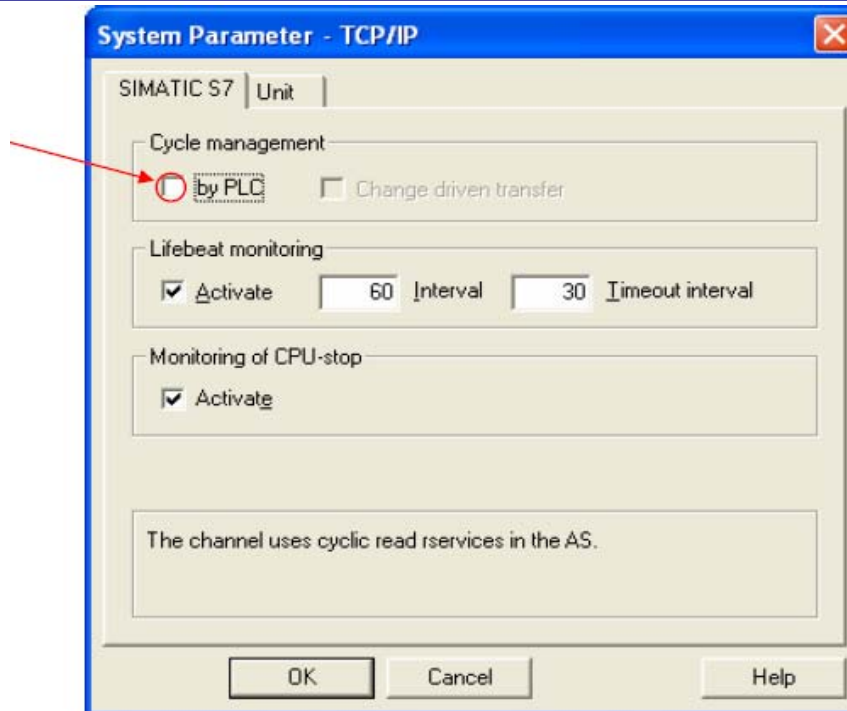 System Parameter - TCP/IP
SIMATIC S7 Unit
Cycle management
by PLC Change driven transfer
Lifebeat monitoring
Activate 60 Interval 30 Timeout interval
Monitoring of CPU-stop
Activate
The channel uses cyclic read rservices in the AS.
OK Cancel Help